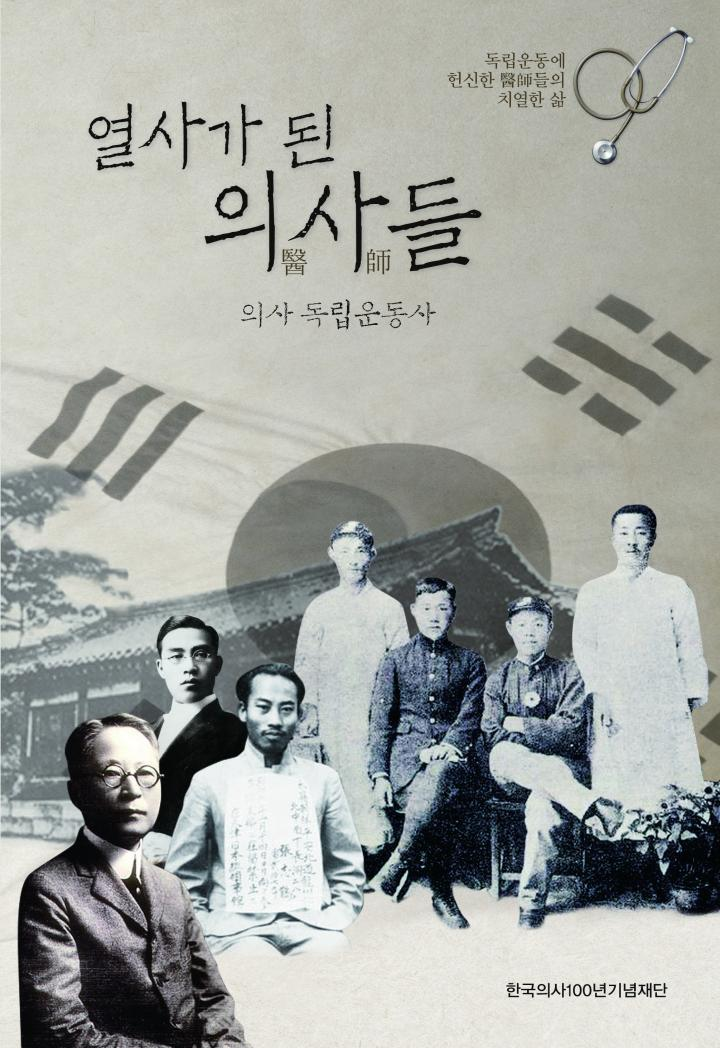 독립운동에
헌신한 醫師들의
치열한 삶
열사가 된
의사들
醫 師
의사 독립운동사
한국의사100년기념재단